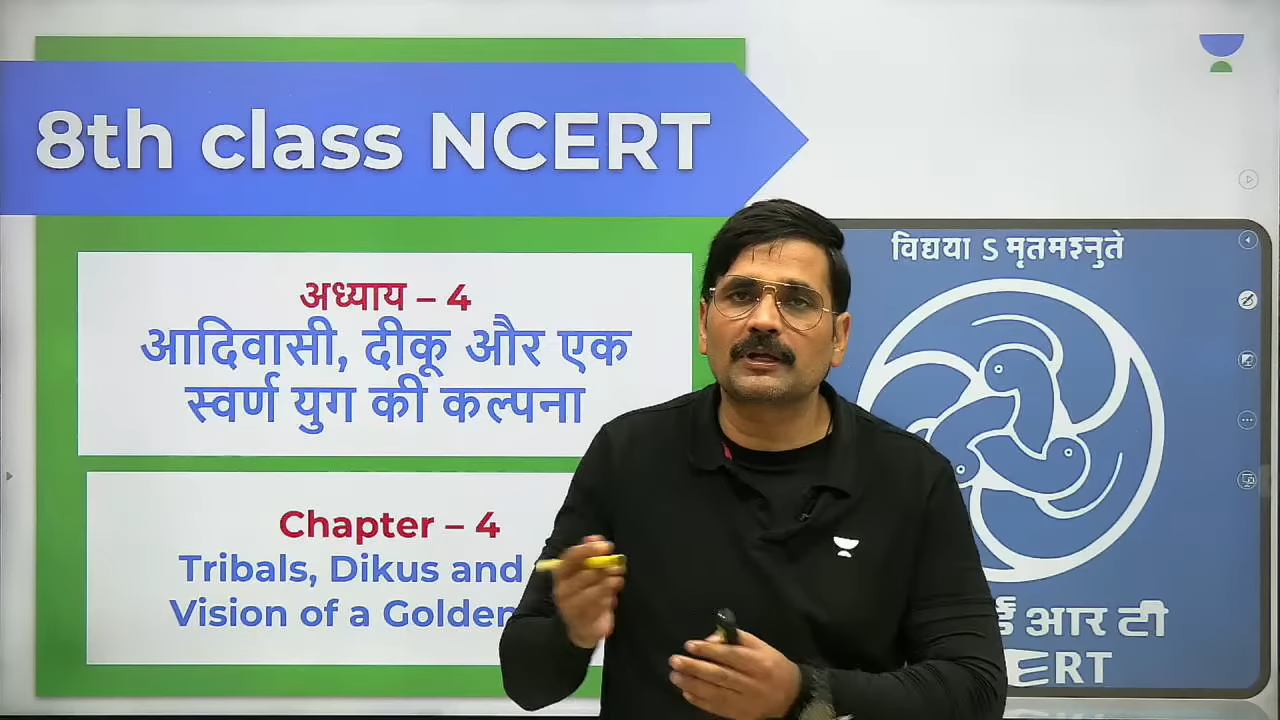 8th class NCERT
अध्याय – 4
आदिवासी, दीकू और एक
स्वर्ण युग की कल्पना
Chapter – 4
Tribals, Dikus and
Vision of a Golden
विद्यया S मृतमश्नुते
ई आर टी
ERT